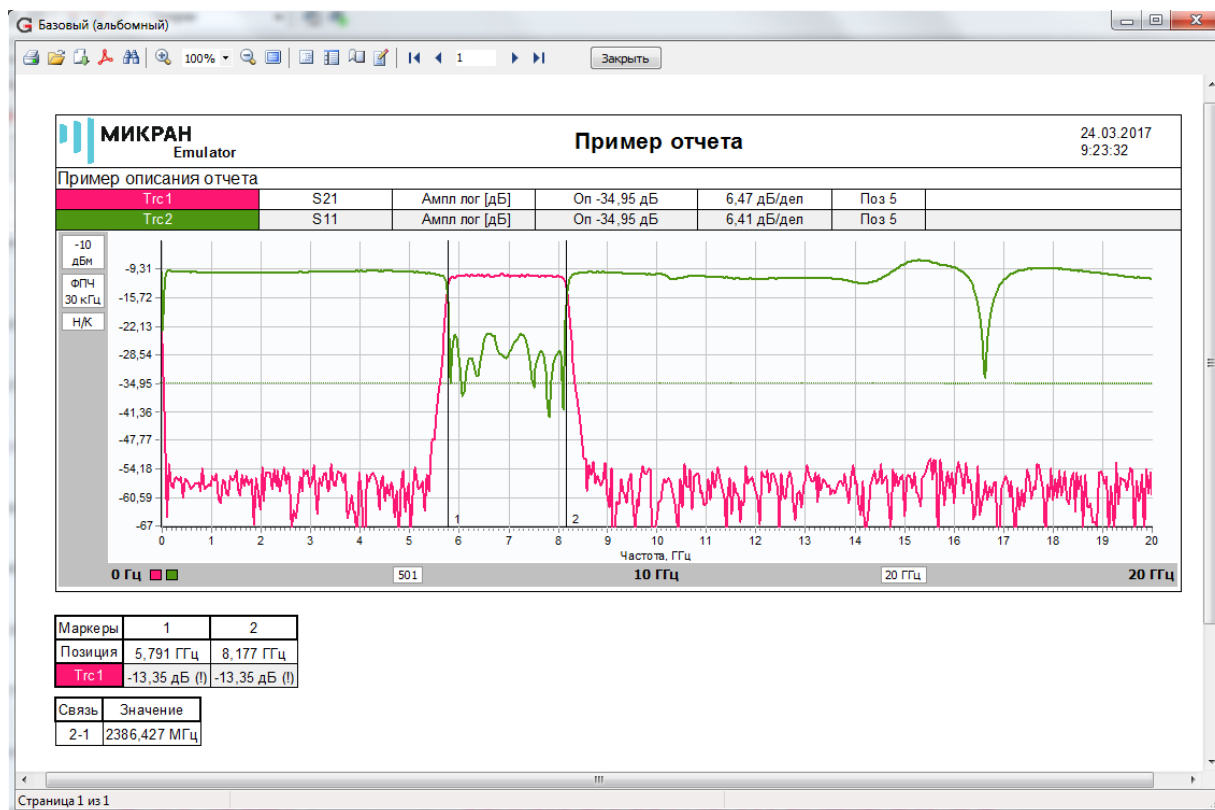 Базовый (альбомный)
100%
1
Закрыть
МИКРАН
Emulator
Пример отчета
24.03.2017
9:23:32
Пример описания отчета
Trc1 S21 Ампл лог [дБ] Оп -34,95 дБ 6,47 дБ/дел Поз 5
Trc2 S11 Ампл лог [дБ] Оп -34,95 дБ 6,41 дБ/дел Поз 5
-10
дБм
ФПЧ
30 кГц
Н/К
-9,31
-15,72
-22,13
-28,54
-34,95
-41,36
-47,77
-54,18
-60,59
-67
1 2
0 1 2 3 4 5 6 7 8 9 10 11 12 13 14 15 16 17 18 19 20
Частота, ГГц
0 Гц 501 10 ГГц 20 ГГц 20 ГГц
Маркеры 1 2
Позиция 5,791 ГГц 8,177 ГГц
Trc1 -13,35 дБ (!) -13,35 дБ (!)
Связь Значение
2-1 2386,427 МГц
Страница 1 из 1